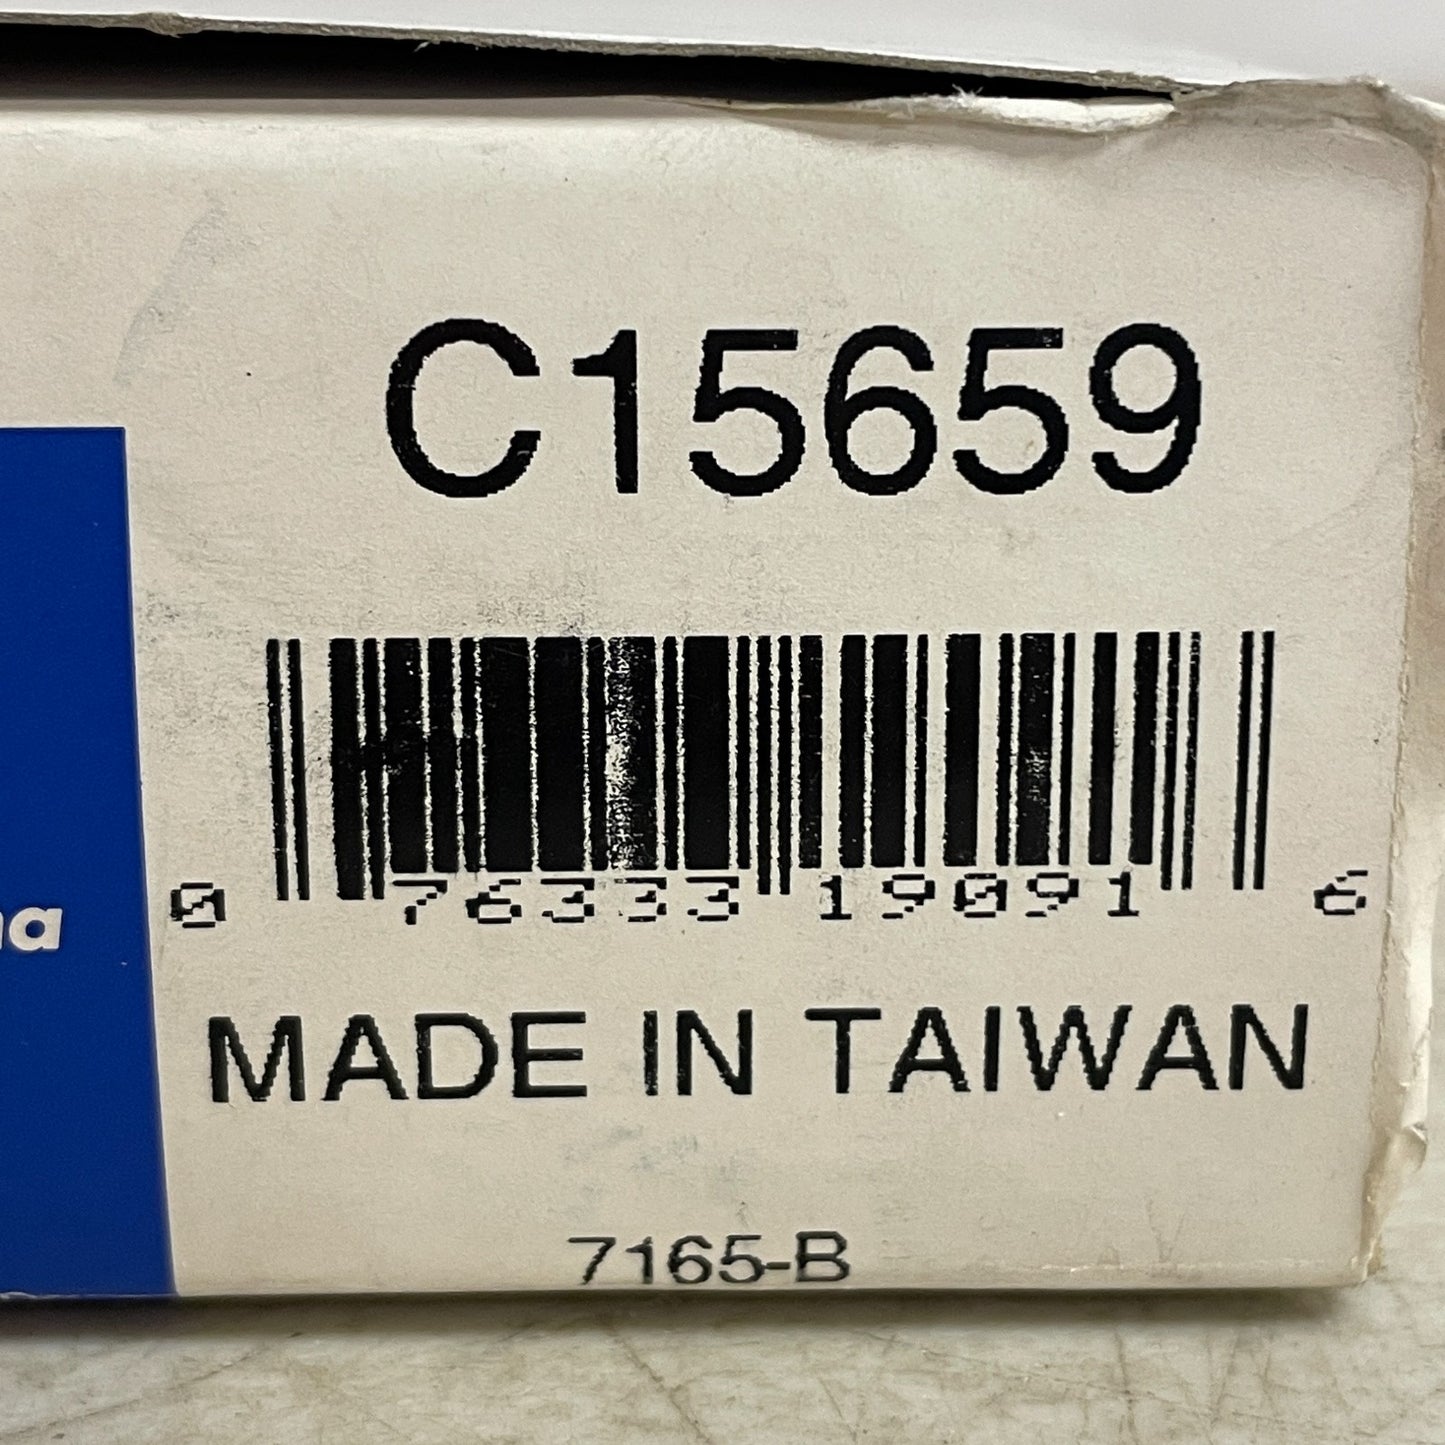 C15659
0 76333 19091 6
MADE IN TAIWAN
7165-B